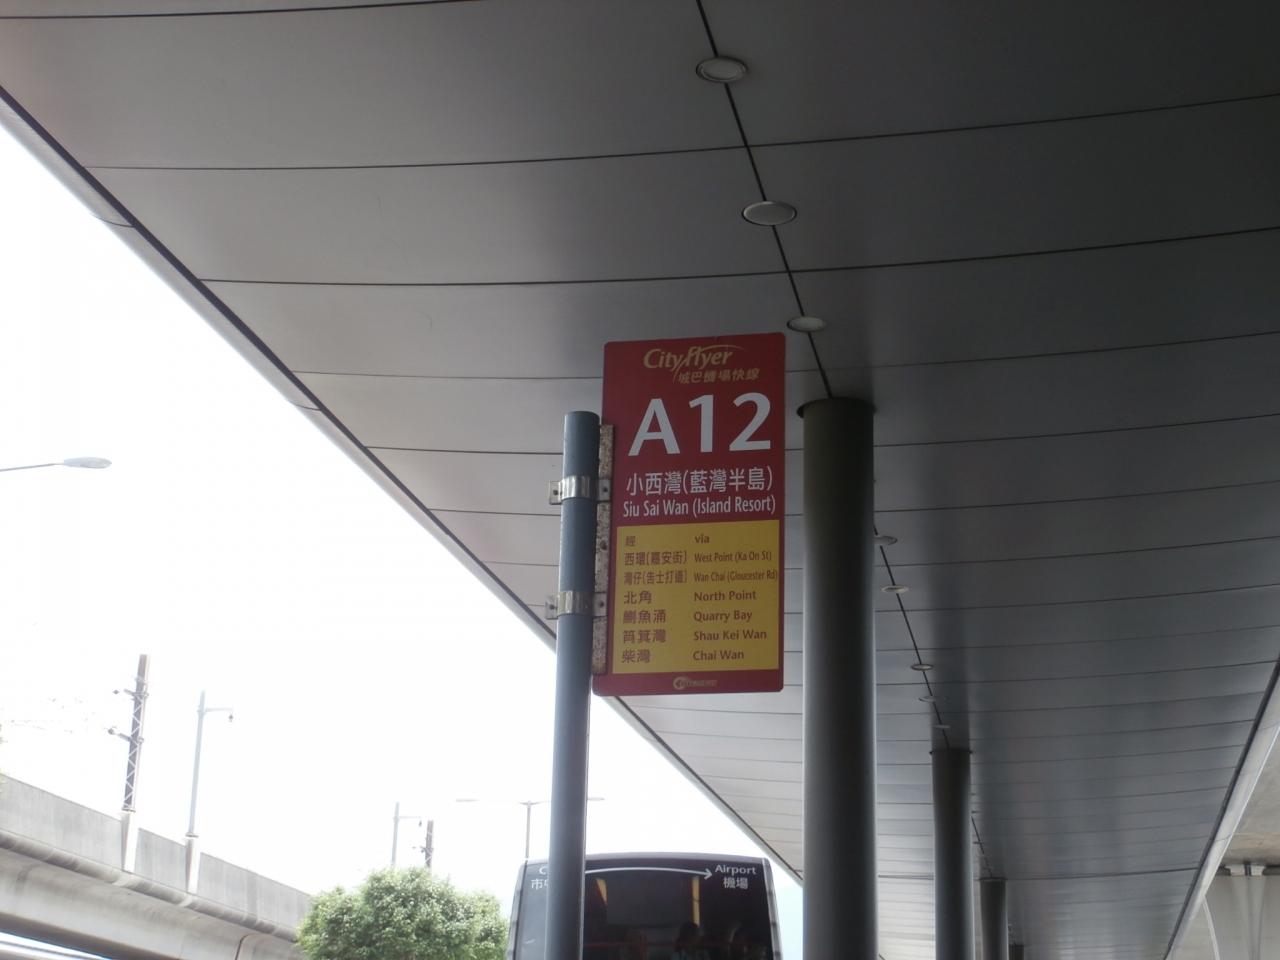 Cityflyer
城巴機場快線
A12
小西灣(藍灣半島)
Siu Sai Wan (Island Resort)
經 via
西環(嘉安街) West Point (Ka On St)
灣仔(告士打道) Wan Chai (Gloucester Rd)
北角 North Point
鰂魚涌 Quarry Bay
筲箕灣 Shau Kei Wan
柴灣 Chai Wan
Airport
市 機場